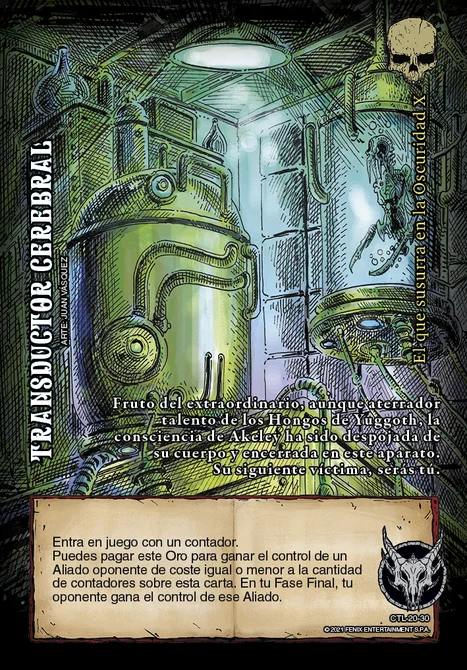 TRANSDUCTOR CEREBRAL
ARTE: JUAN VASQUEZ
El que susurra en la Oscuridad X
Fruto del extraordinario, aunque aterrador
talento de los Hongos de Yuggoth, la
consciencia de Akeley ha sido despojada de
su cuerpo y encerrada en este aparato.
Su siguiente víctima, serás tú.
Entra en juego con un contador.
Puedes pagar este Oro para ganar el control de un
Aliado oponente de coste igual o menor a la cantidad
de contadores sobre esta carta. En tu Fase Final, tu
oponente gana el control de ese Aliado.
CTL-20-30
© 2021 FENIX ENTERTAINMENT S.P.A.